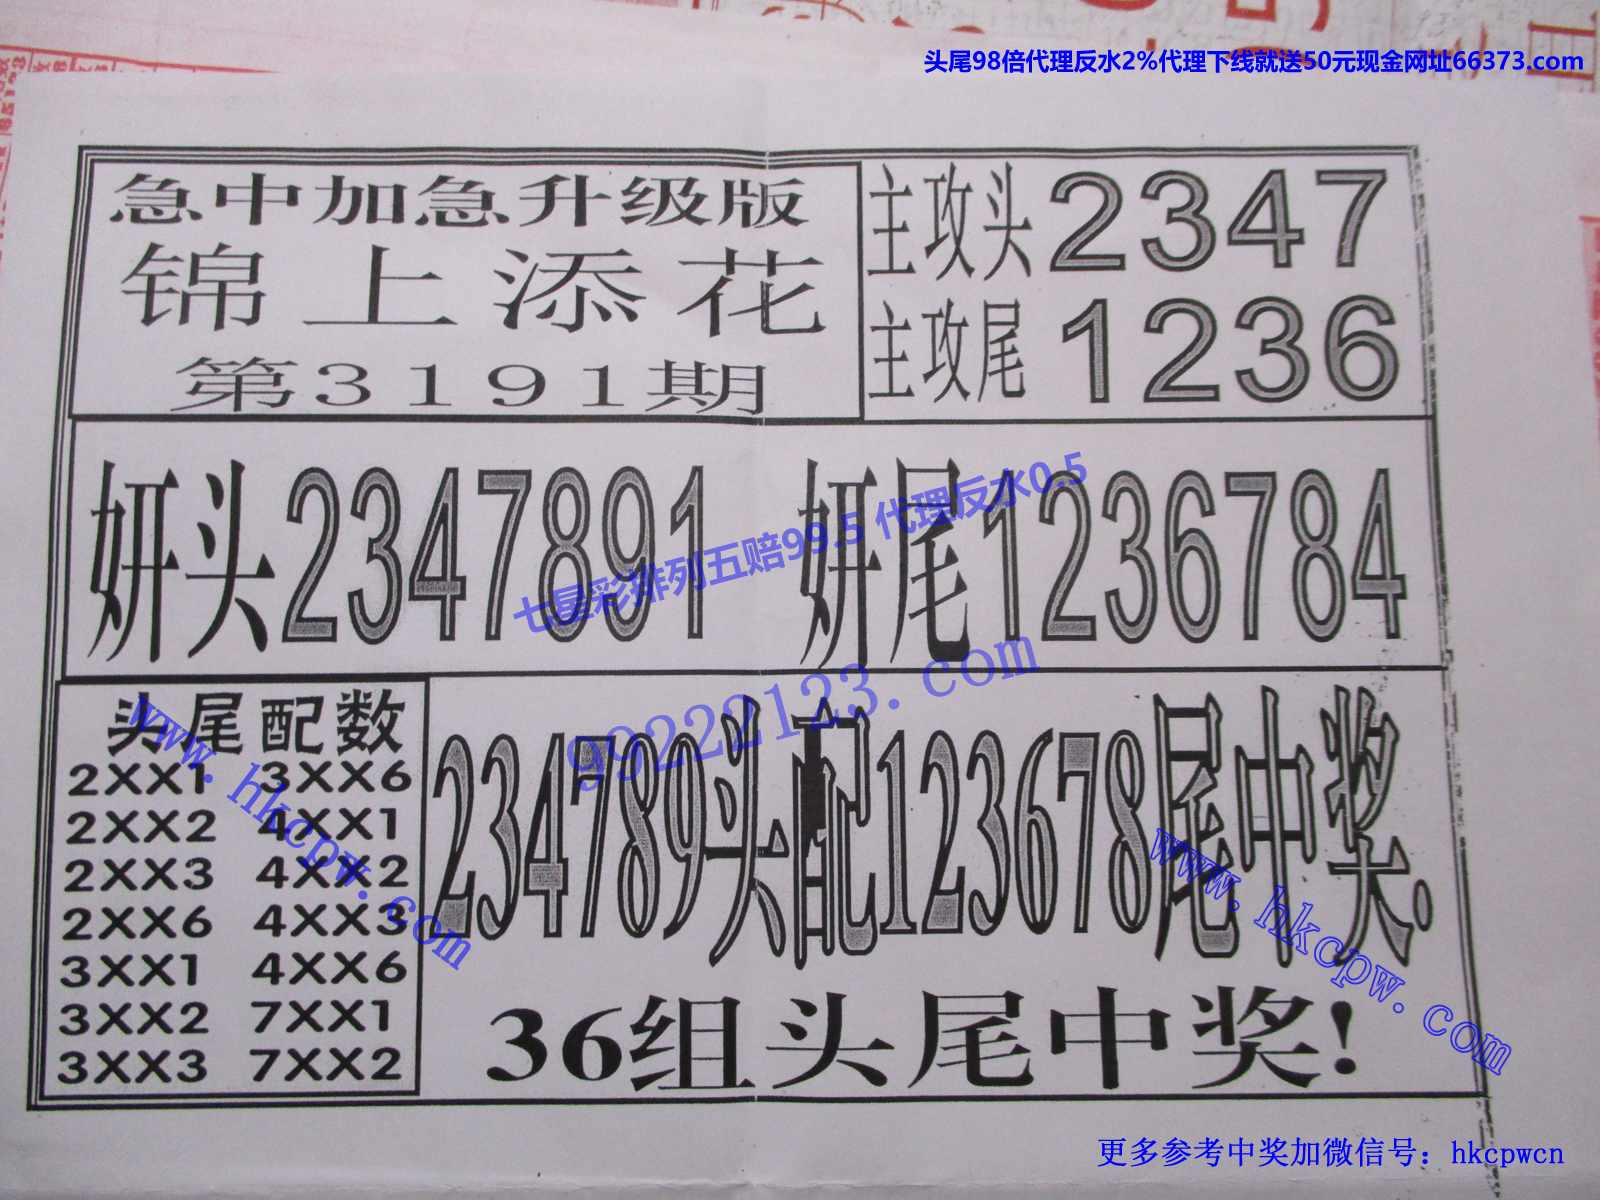 头尾98倍代理反水2%代理下线就送50元现金网址66373.com
急中加急升级版
锦上添花
第3191期
主攻头2347
主攻尾1236
妍头2347891
妍尾1236784
七星彩排列五赔99.5 代理反水0.5
99222123.com
头尾配数
2XX1 3XX6
2XX2 4XX1
2XX3 4XX2
2XX6 4XX3
3XX1 4XX6
3XX2 7XX1
3XX3 7XX2
www.hkcpw.com
234789头配123678尾中奖.
www.hkcpw.com
36组头尾中奖!
更多参考中奖加微信号：hkcpwcn